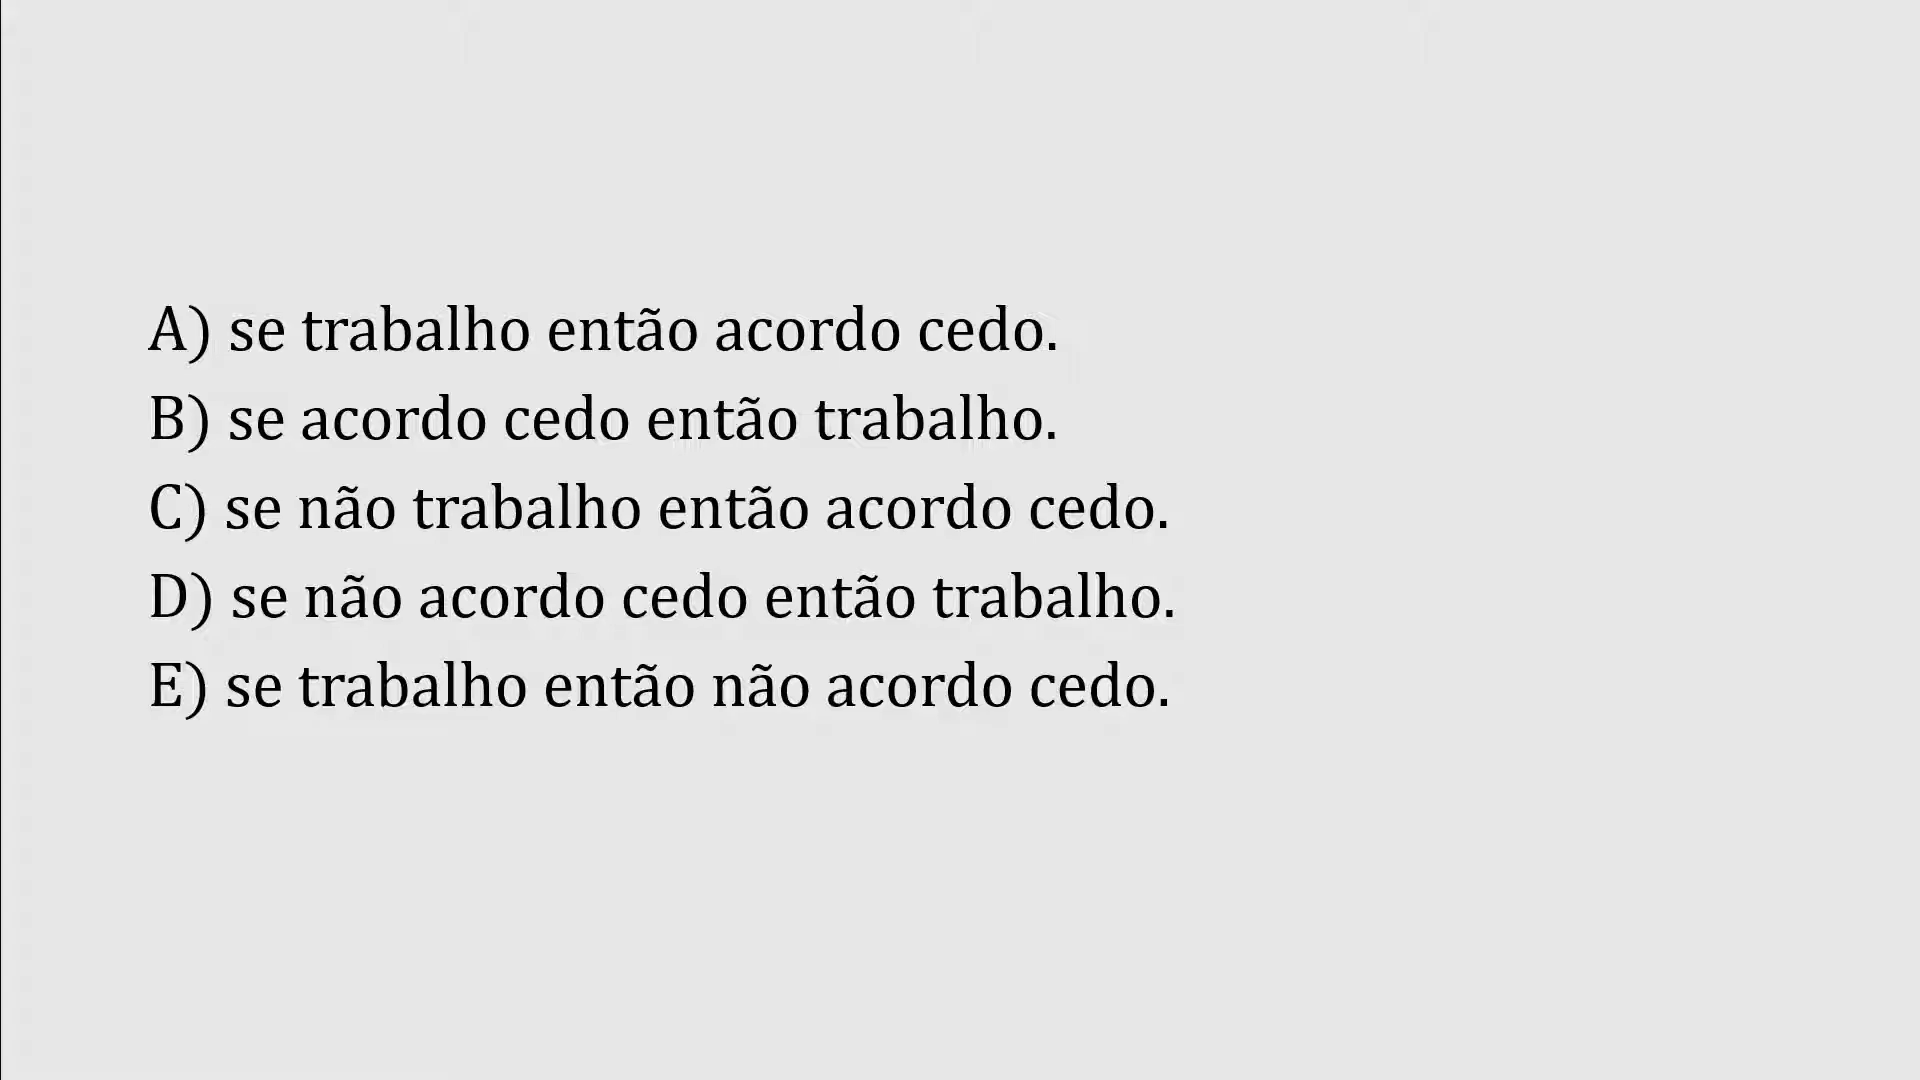 A) se trabalho então acordo cedo.
B) se acordo cedo então trabalho.
C) se não trabalho então acordo cedo.
D) se não acordo cedo então trabalho.
E) se trabalho então não acordo cedo.